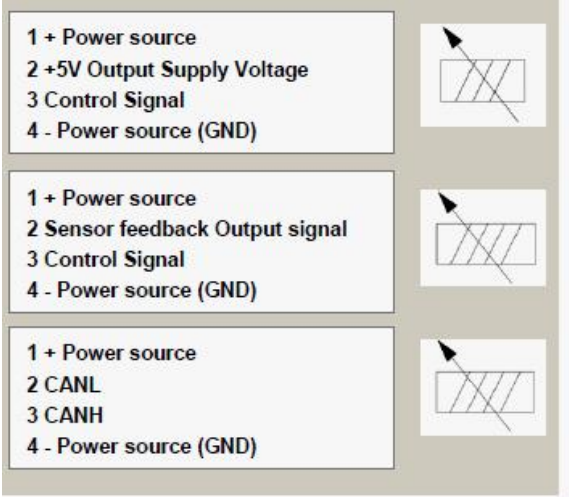 1 + Power source
2 +5V Output Supply Voltage
3 Control Signal
4 - Power source (GND)
1 + Power source
2 Sensor feedback Output signal
3 Control Signal
4 - Power source (GND)
1 + Power source
2 CANL
3 CANH
4 - Power source (GND)